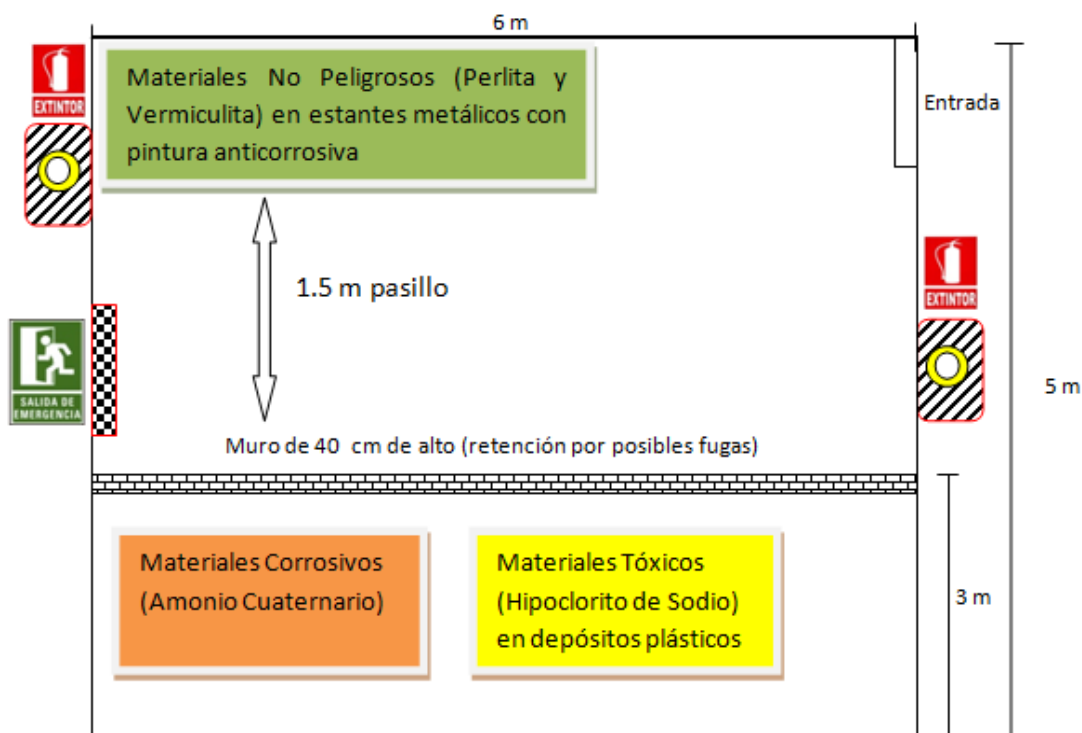 6 m
EXTINTOR
Materiales No Peligrosos (Perlita y
Vermiculita) en estantes metálicos con
pintura anticorrosiva
Entrada
1.5 m pasillo
EXTINTOR
SALIDA DE
EMERGENCIA
5 m
Muro de 40 cm de alto (retención por posibles fugas)
Materiales Corrosivos
(Amonio Cuaternario)
Materiales Tóxicos
(Hipoclorito de Sodio)
en depósitos plásticos
3 m